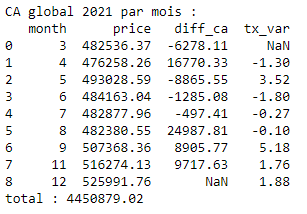 CA global 2021 par mois :
month price diff_ca tx_var
0 3 482536.37 -6278.11 NaN
1 4 476258.26 16770.33 -1.30
2 5 493028.59 -8865.55 3.52
3 6 484163.04 -1285.08 -1.80
4 7 482877.96 -497.41 -0.27
5 8 482380.55 24987.81 -0.10
6 9 507368.36 8905.77 5.18
7 11 516274.13 9717.63 1.76
8 12 525991.76 NaN 1.88
total : 4450879.02